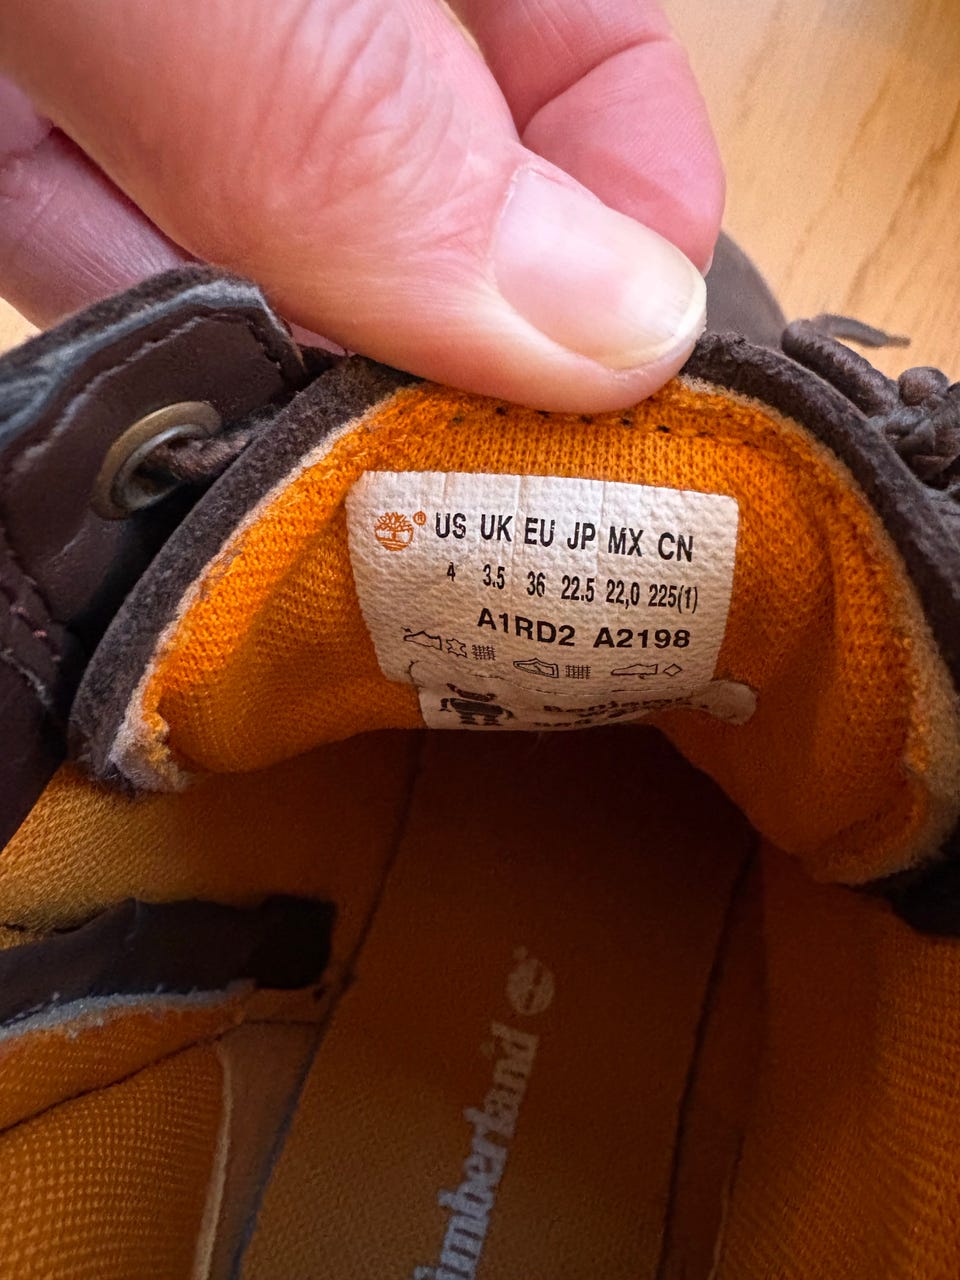 ® US UK EU JP MX CN
4 3.5 36 22.5 22,0 225(1)
A1RD2 A2198
Timberland